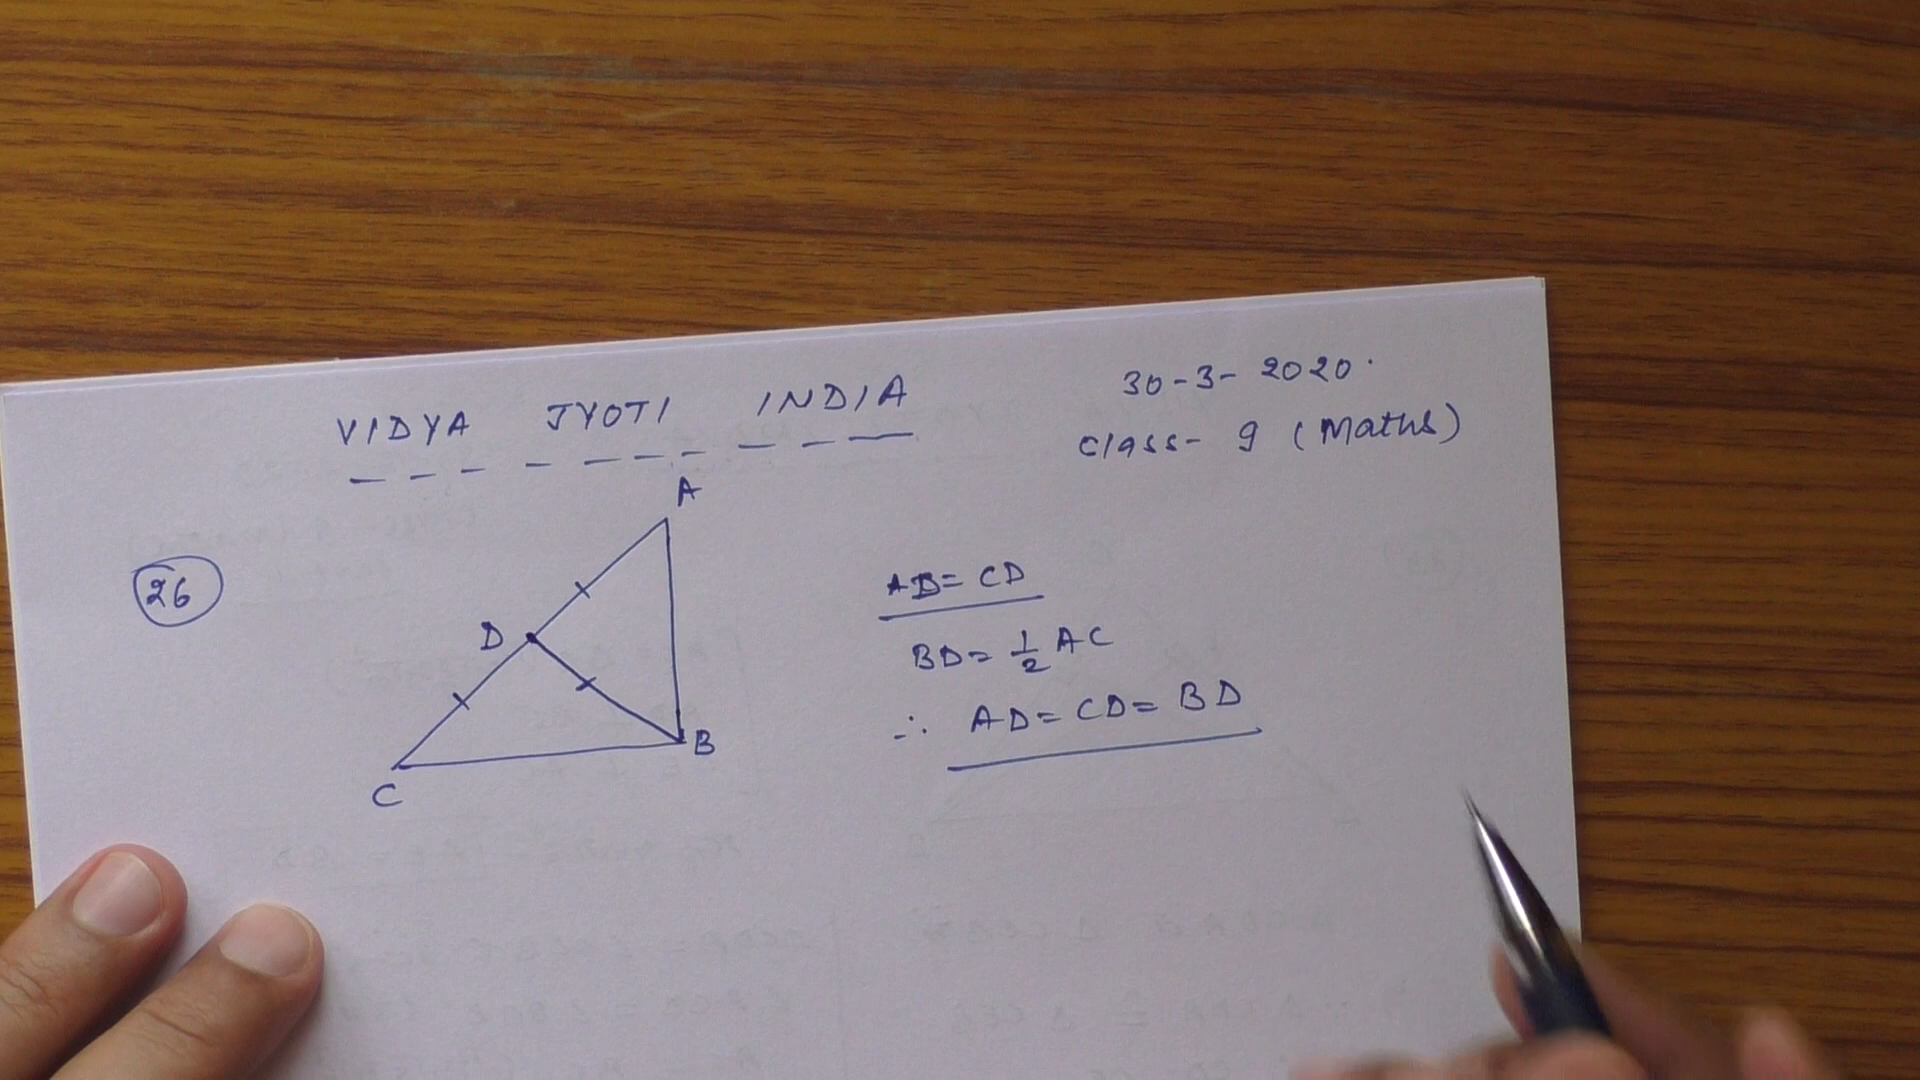 VIDYA JYOTI INDIA
30-3-2020.
Class- 9 (Maths)
26
A
D
B
C
AD= CD
BD= 1/2 AC
∴ AD= CD= BD